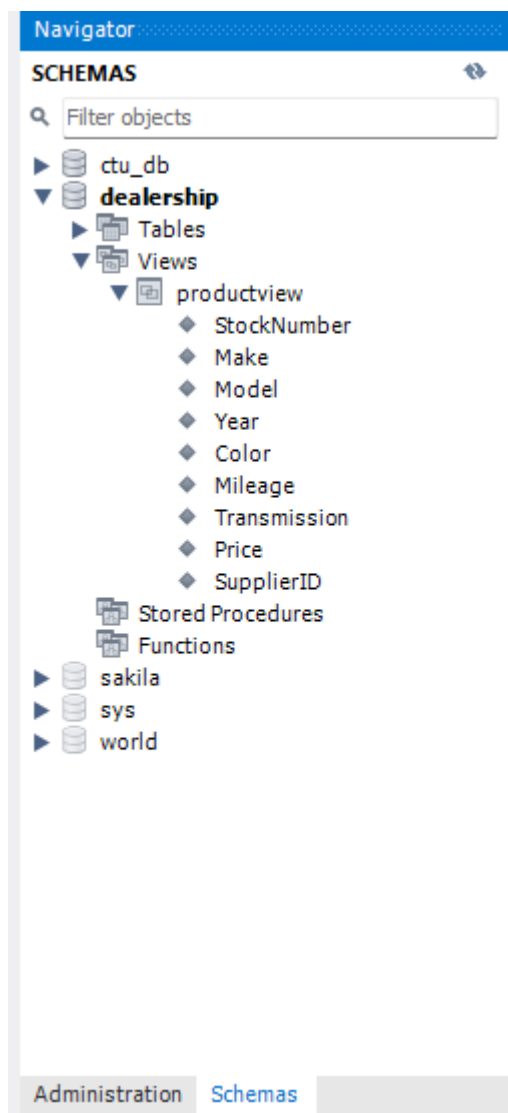 Navigator
SCHEMAS
Filter objects
ctu_db
dealership
Tables
Views
productview
StockNumber
Make
Model
Year
Color
Mileage
Transmission
Price
SupplierID
Stored Procedures
Functions
sakila
sys
world
Administration Schemas